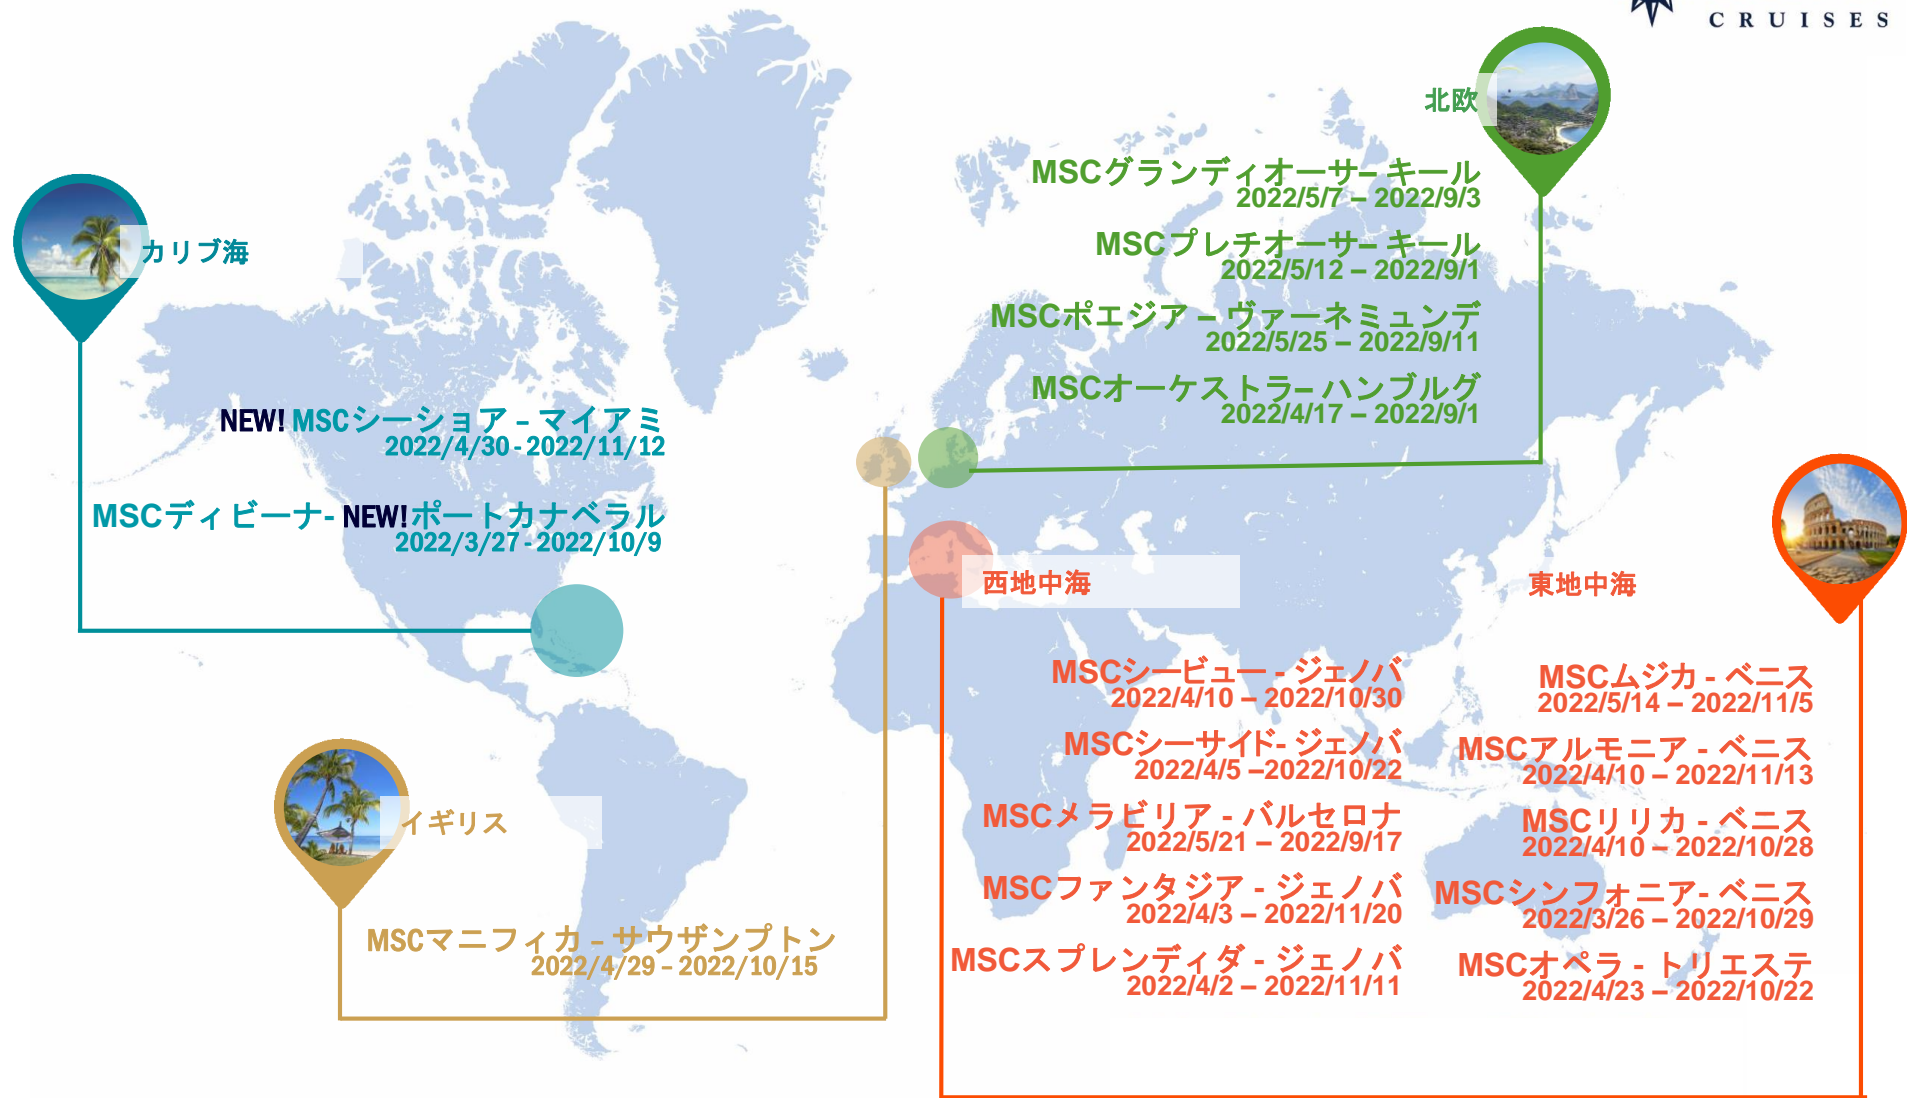 CRUISES
北欧
MSCグランディオーサ– キール
2022/5/7 – 2022/9/3
MSCプレチオーサ– キール
2022/5/12 – 2022/9/1
MSCポエジア – ヴァーネミュンデ
2022/5/25 – 2022/9/11
MSCオーケストラ– ハンブルグ
2022/4/17 – 2022/9/1
カリブ海
NEW! MSCシーショア - マイアミ
2022/4/30 - 2022/11/12
MSCディビーナ- NEW!ポートカナベラル
2022/3/27 - 2022/10/9
西地中海
MSCシービュー - ジェノバ
2022/4/10 – 2022/10/30
MSCシーサイド- ジェノバ
2022/4/5 –2022/10/22
MSCメラビリア - バルセロナ
2022/5/21 – 2022/9/17
MSCファンタジア - ジェノバ
2022/4/3 – 2022/11/20
MSCスプレンディダ - ジェノバ
2022/4/2 – 2022/11/11
東地中海
MSCムジカ - ベニス
2022/5/14 – 2022/11/5
MSCアルモニア - ベニス
2022/4/10 – 2022/11/13
MSCリリカ - ベニス
2022/4/10 – 2022/10/28
MSCシンフォニア- ベニス
2022/3/26 – 2022/10/29
MSCオペラ - トリエステ
2022/4/23 – 2022/10/22
イギリス
MSCマニフィカ – サウザンプトン
2022/4/29 – 2022/10/15